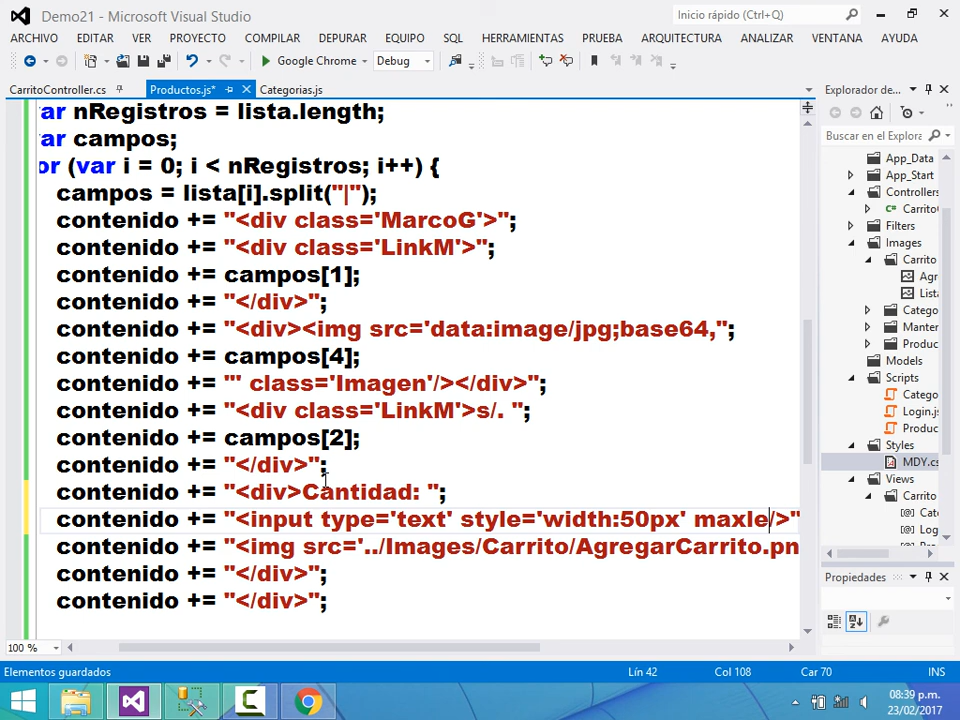 Demo21 - Microsoft Visual Studio
Inicio rápido (Ctrl+Q)
ARCHIVO EDITAR VER PROYECTO COMPILAR DEPURAR EQUIPO SQL HERRAMIENTAS PRUEBA ARQUITECTURA ANALIZAR VENTANA AYUDA
Google Chrome Debug
CarritoController.cs Productos.js* Categorias.js
Explorador de...
Buscar en el Explora
ar nRegistros = lista.length;
ar campos;
or (var i = 0; i < nRegistros; i++) {
campos = lista[i].split("|");
contenido += "<div class='MarcoG'>";
contenido += "<div class='LinkM'>";
contenido += campos[1];
contenido += "</div>";
contenido += "<div><img src='data:image/jpg;base64,";
contenido += campos[4];
contenido += "' class='Imagen'/></div>";
contenido += "<div class='LinkM'>s/. ";
contenido += campos[2];
contenido += "</div>";
contenido += "<div>Cantidad: ";
contenido += "<input type='text' style='width:50px' maxle/>"
contenido += "<img src='../Images/Carrito/AgregarCarrito.pn
contenido += "</div>";
contenido += "</div>";
App_Data
App_Start
Controllers
Carrito
Filters
Images
Carrito
Agr
Lista
Catego
Manter
Produc
Models
Scripts
Catego
Login.js
Produc
Styles
MDY.cs
Views
Carrito
Cat
Log
Propiedades
100 %
Elementos guardados
Lín 42 Col 108 Car 70 INS
08:39 p.m.
23/02/2017